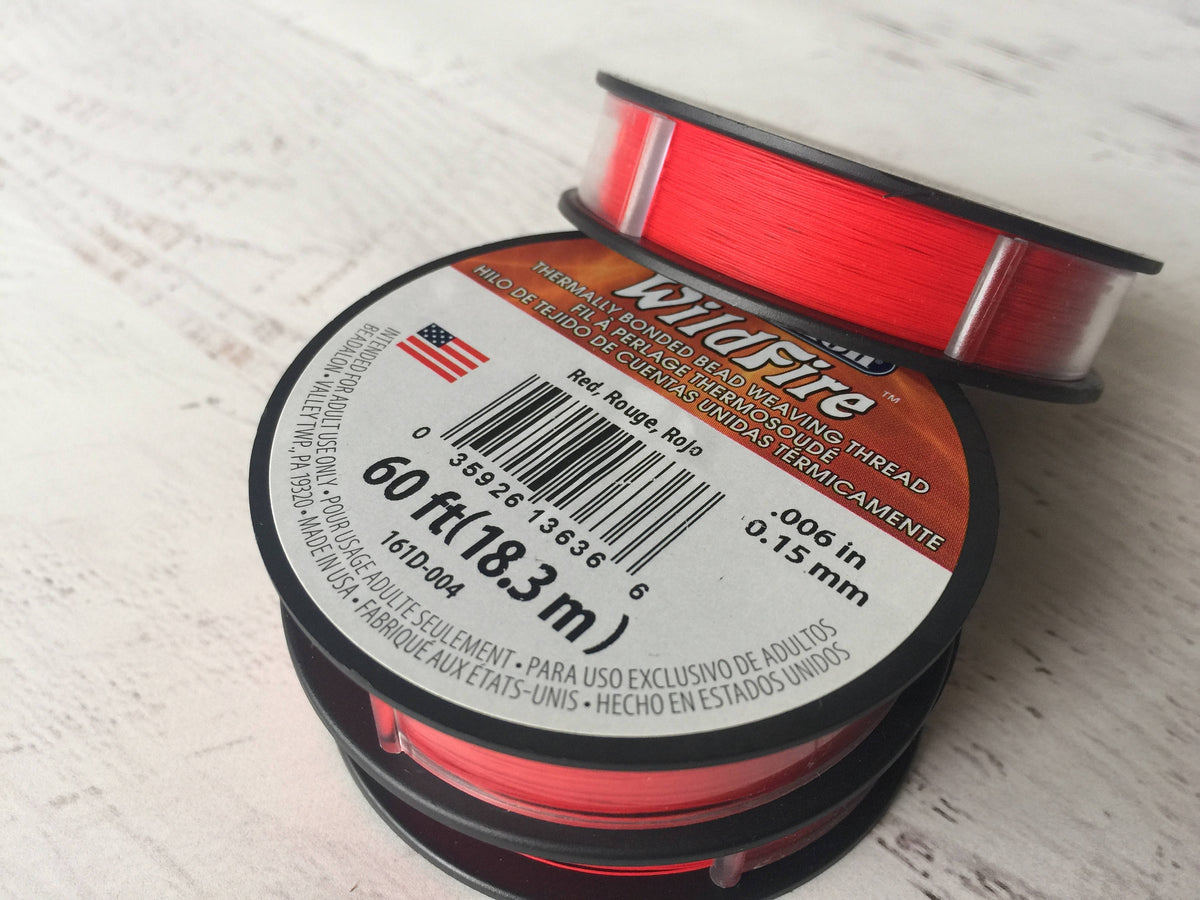 WildFire™
THERMALLY BONDED BEAD WEAVING THREAD
FIL À PERLAGE THERMOSOUDÉ
HILO DE TEJIDO DE CUENTAS UNIDAS TÉRMICAMENTE
Red, Rouge, Rojo
.006 in
0.15 mm
0 35926 13636 6
60 ft(18.3 m)
161D-004
INTENDED FOR ADULT USE ONLY • POUR USAGE ADULTE SEULEMENT • PARA USO EXCLUSIVO DE ADULTOS
BEADALON • VALLEY TWP, PA 19320 • MADE IN USA • FABRIQUÉ AUX ÉTATS-UNIS • HECHO EN ESTADOS UNIDOS